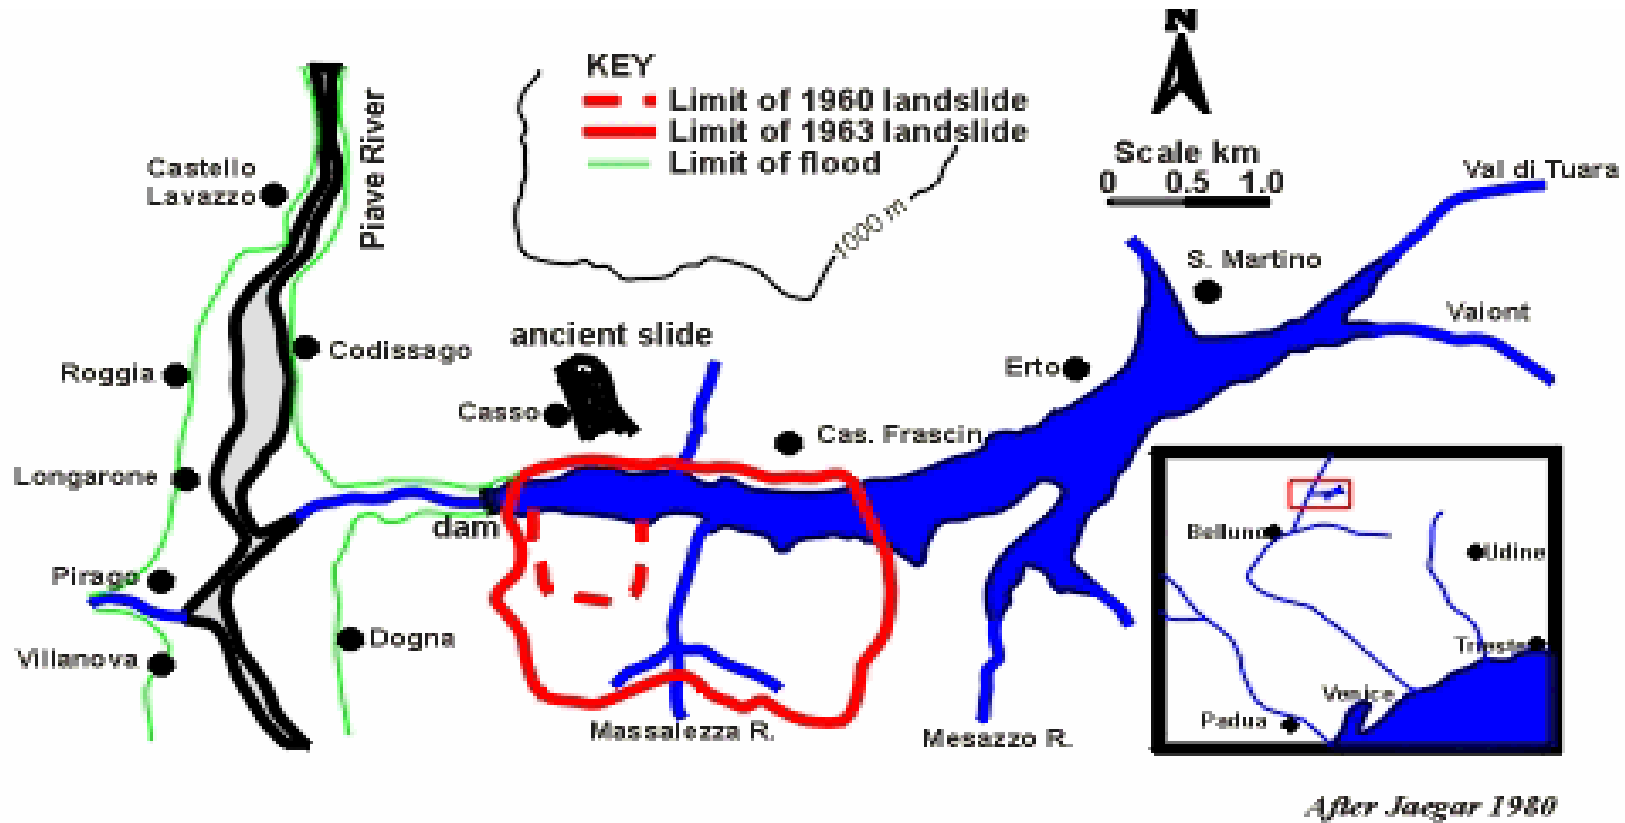 N
KEY
Limit of 1960 landslide
Limit of 1963 landslide
Limit of flood
Scale km
0 0.5 1.0
Castello
Lavazzo
Piave River
1000 m
Val di Tuara
S. Martino
Vaiont
ancient slide
Codissago
Roggia
Erto
Casso
Cas. Frascin
Longarone
dam
Pirago
Dogna
Villanova
Massalezza R.
Mesazzo R.
Belluno
Udine
Trieste
Venice
Padua
After Jaegar 1980